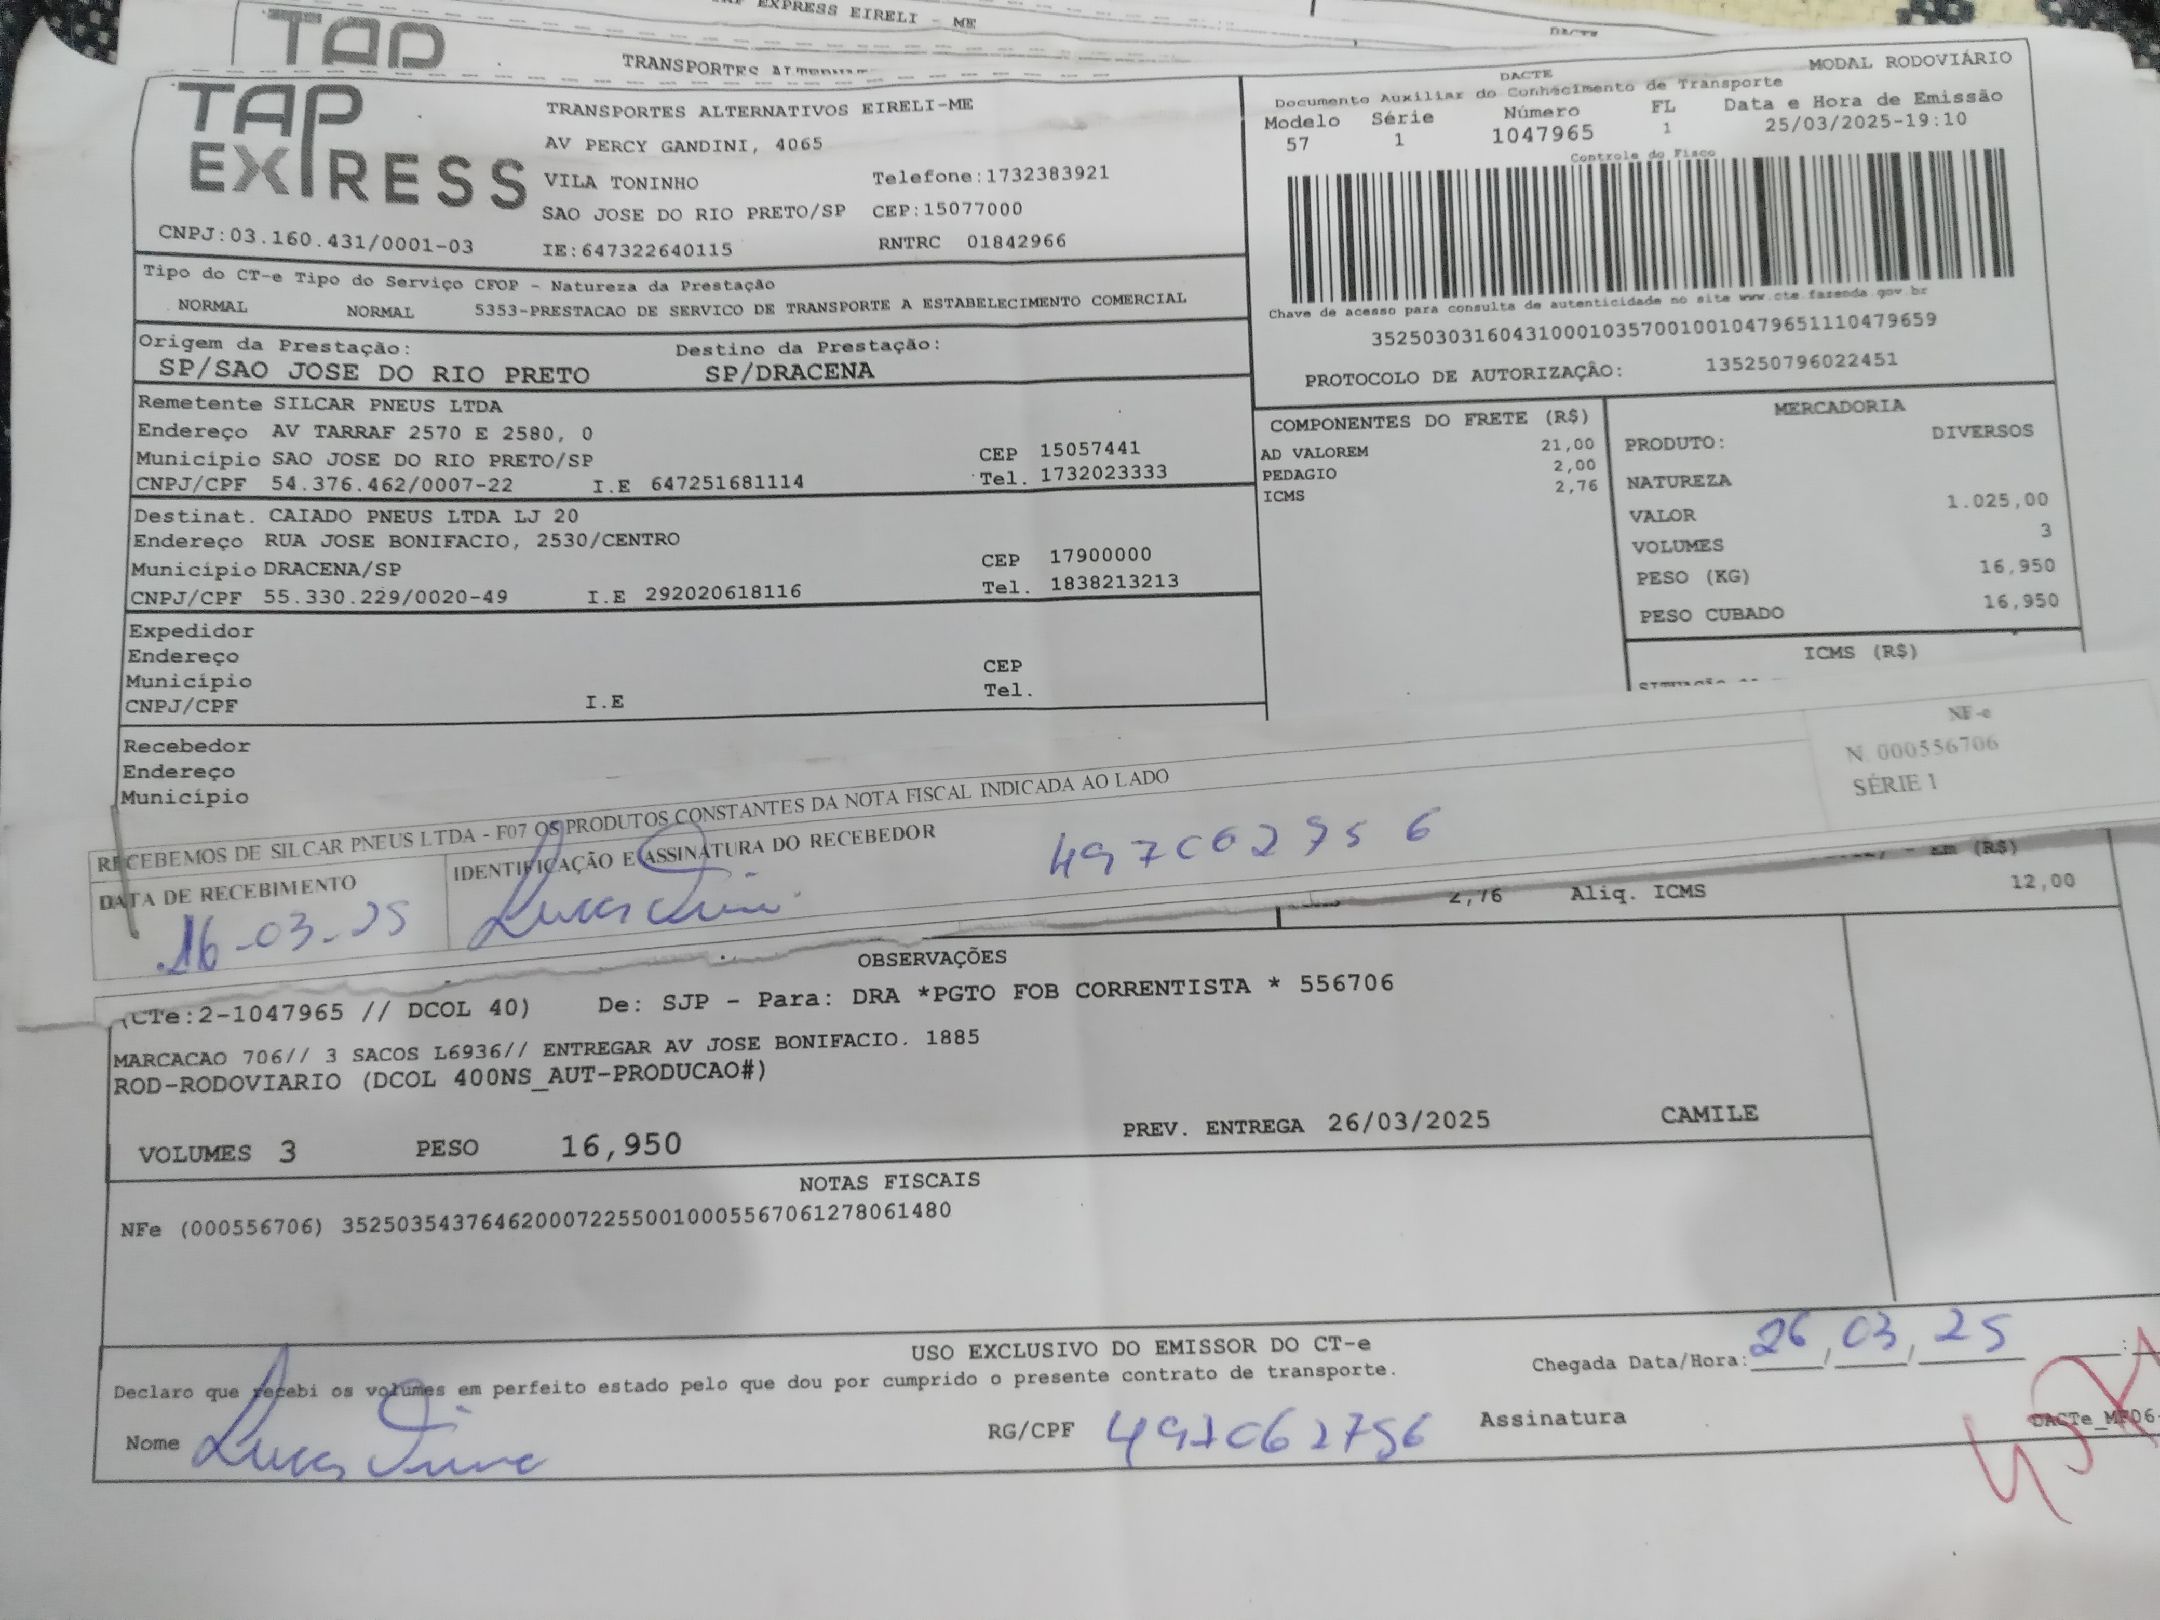 EXPRESS EIRELI - ME
TAP
TRANSPORTES
DACTE
TAP EXPRESS
TRANSPORTES ALTERNATIVOS EIRELI-ME
AV PERCY GANDINI, 4065
VILA TONINHO Telefone:1732383921
SAO JOSE DO RIO PRETO/SP CEP:15077000
CNPJ:03.160.431/0001-03 IE:647322640115 RNTRC 01842966
DACTE MODAL RODOVIÁRIO
Documento Auxiliar do Conhecimento de Transporte
Modelo Série Número FL Data e Hora de Emissão
57 1 1047965 1 25/03/2025-19:10
Controle do Fisco
Chave de acesso para consulta de autenticidade no site www.cte.fazenda.gov.br
35250303160431000103570010010479651110479659
PROTOCOLO DE AUTORIZAÇÃO: 135250796022451
Tipo do CT-e Tipo do Serviço CFOP - Natureza da Prestação
NORMAL NORMAL 5353-PRESTACAO DE SERVICO DE TRANSPORTE A ESTABELECIMENTO COMERCIAL
Origem da Prestação: Destino da Prestação:
SP/SAO JOSE DO RIO PRETO SP/DRACENA
Remetente SILCAR PNEUS LTDA
Endereço AV TARRAF 2570 E 2580, 0
Município SAO JOSE DO RIO PRETO/SP CEP 15057441
CNPJ/CPF 54.376.462/0007-22 I.E 647251681114 Tel. 1732023333
Destinat. CAIADO PNEUS LTDA LJ 20
Endereço RUA JOSE BONIFACIO, 2530/CENTRO
Município DRACENA/SP CEP 17900000
CNPJ/CPF 55.330.229/0020-49 I.E 292020618116 Tel. 1838213213
Expedidor
Endereço
Município CEP
CNPJ/CPF I.E Tel.
Recebedor
Endereço
Município
COMPONENTES DO FRETE (R$)
AD VALOREM 21,00
PEDAGIO 2,00
ICMS 2,76
MERCADORIA
PRODUTO: DIVERSOS
NATUREZA
VALOR 1.025,00
VOLUMES 3
PESO (KG) 16,950
PESO CUBADO 16,950
ICMS (R$)
RECEBEMOS DE SILCAR PNEUS LTDA - F07 OS PRODUTOS CONSTANTES DA NOTA FISCAL INDICADA AO LADO
DATA DE RECEBIMENTO IDENTIFICAÇÃO E ASSINATURA DO RECEBEDOR
16-03-25 Lucas 497062756
NF-e
N. 000556706
SÉRIE 1
(R$)
2,76 Aliq. ICMS 12,00
OBSERVAÇÕES
(CTe:2-1047965 // DCOL 40) De: SJP - Para: DRA *PGTO FOB CORRENTISTA * 556706
MARCACAO 706// 3 SACOS L6936// ENTREGAR AV JOSE BONIFACIO. 1885
ROD-RODOVIARIO (DCOL 400NS_AUT-PRODUCAO#)
VOLUMES 3 PESO 16,950 PREV. ENTREGA 26/03/2025 CAMILE
NOTAS FISCAIS
NFe (000556706) 35250354376462000722550010005567061278061480
USO EXCLUSIVO DO EMISSOR DO CT-e
Declaro que recebi os volumes em perfeito estado pelo que dou por cumprido o presente contrato de transporte.
Chegada Data/Hora: 26/03/25
Nome Lucas RG/CPF 497062756 Assinatura